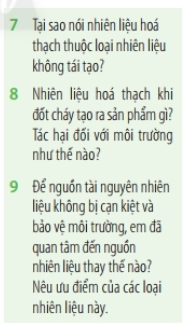 7 Tại sao nói nhiên liệu hoá
thạch thuộc loại nhiên liệu
không tái tạo?
8 Nhiên liệu hoá thạch khi
đốt cháy tạo ra sản phẩm gì?
Tác hại đối với môi trường
như thế nào?
9 Để nguồn tài nguyên nhiên
liệu không bị cạn kiệt và
bảo vệ môi trường, em đã
quan tâm đến nguồn
nhiên liệu thay thế nào?
Nêu ưu điểm của các loại
nhiên liệu này.